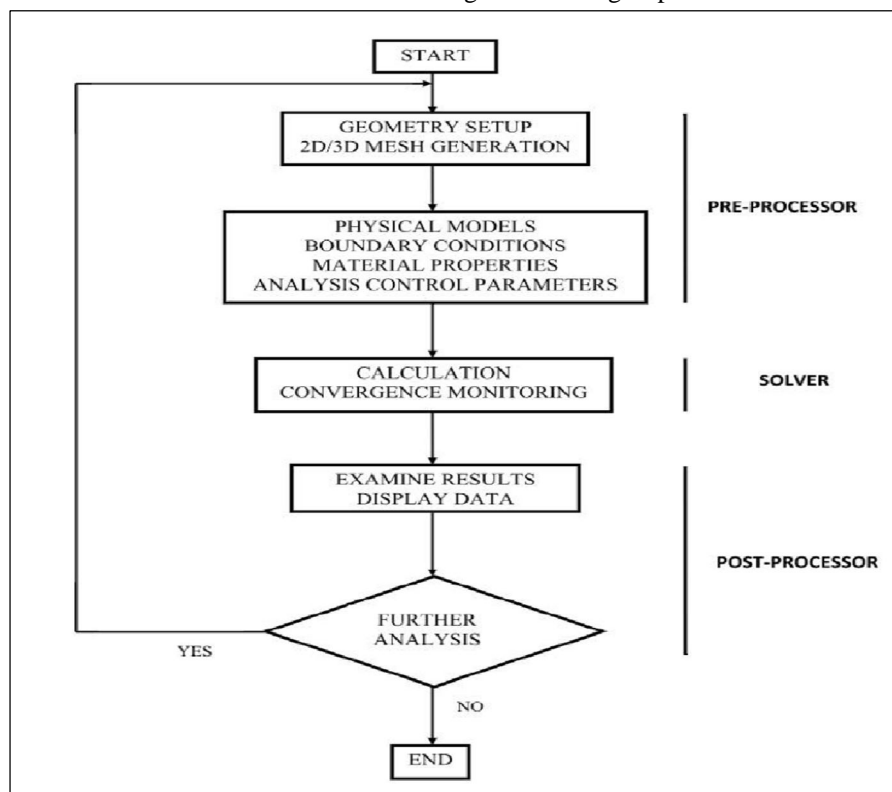 START
GEOMETRY SETUP
2D/3D MESH GENERATION
PRE-PROCESSOR
PHYSICAL MODELS
BOUNDARY CONDITIONS
MATERIAL PROPERTIES
ANALYSIS CONTROL PARAMETERS
CALCULATION
CONVERGENCE MONITORING
SOLVER
EXAMINE RESULTS
DISPLAY DATA
POST-PROCESSOR
FURTHER
ANALYSIS
YES
NO
END